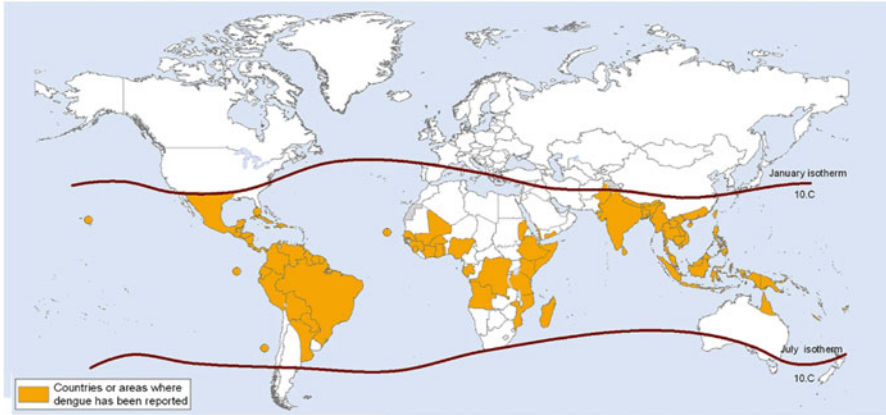 January isotherm
10.C
July isotherm
10.C
Countries or areas where
dengue has been reported